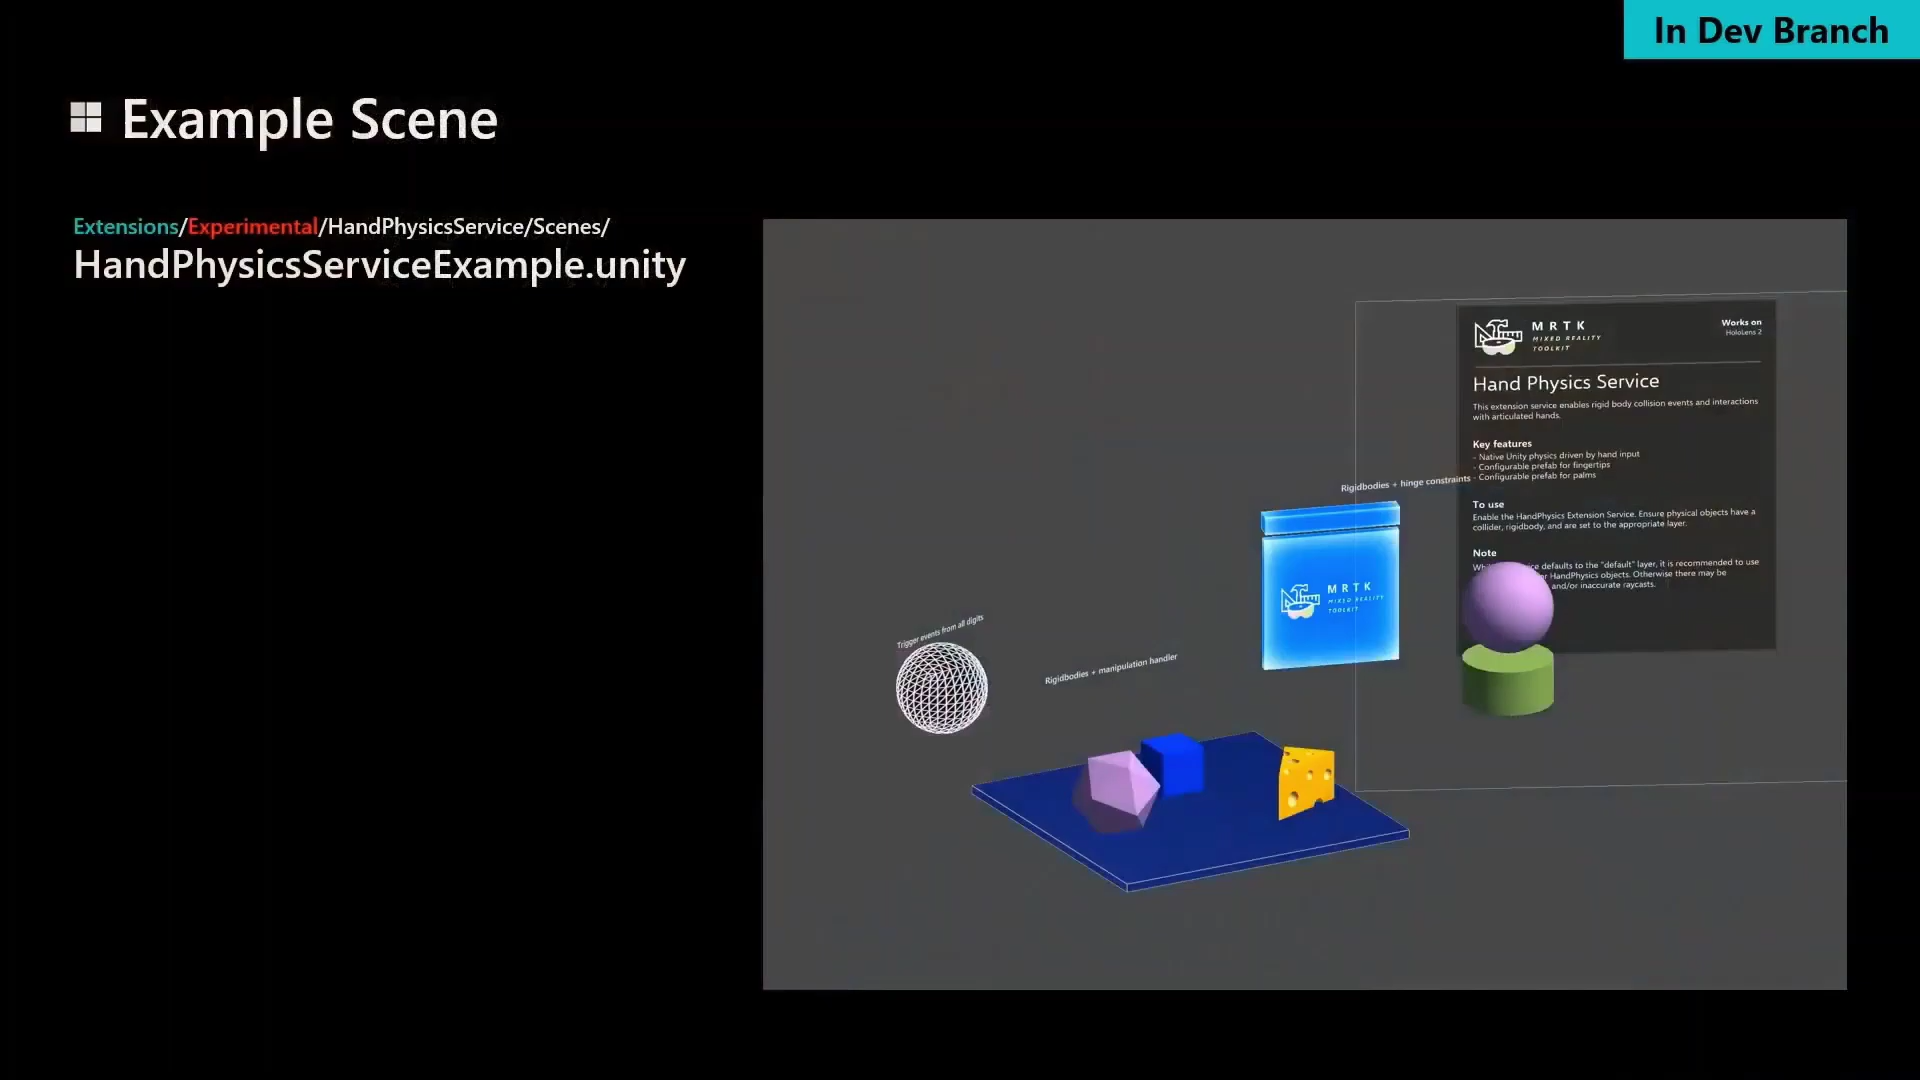 In Dev Branch
Example Scene
Extensions/Experimental/HandPhysicsService/Scenes/
HandPhysicsServiceExample.unity
MRTK
MIXED REALITY
TOOLKIT
Works on
HoloLens 2
Hand Physics Service
This extension service enables rigid body collision events and interactions
with articulated hands.
Key features
- Native Unity physics driven by hand input
- Configurable prefab for fingertips
- Configurable prefab for palms
To use
Enable the HandPhysics Extension Service. Ensure physical objects have a
collider, rigidbody, and are set to the appropriate layer.
Note
defaults to the "default" layer, it is recommended to use
HandPhysics objects. Otherwise there may be
and/or inaccurate raycasts.
Rigidbodies + hinge constraints
MRTK
MIXED REALITY
TOOLKIT
Trigger events from all digits
Rigidbodies + manipulation handler